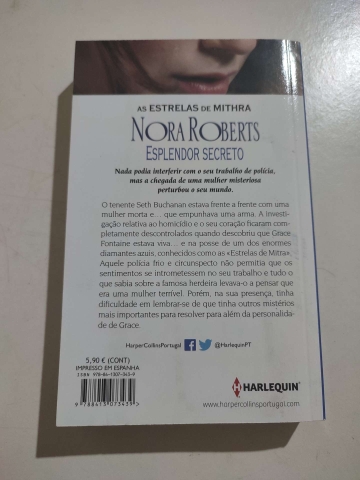 AS ESTRELAS DE MITHRA
NORA ROBERTS
ESPLENDOR SECRETO
Nada podia interferir com o seu trabalho de polícia,
mas a chegada de uma mulher misteriosa
perturbou o seu mundo.
O tenente Seth Buchanan estava frente a frente com uma
mulher morta e… que empunhava uma arma. A investi-
gação relativa ao homicídio e o seu coração ficaram com-
pletamente descontrolados quando descobriu que Grace
Fontaine estava viva… e na posse de um dos enormes
diamantes azuis, conhecidos como as «Estrelas de Mitra».
Aquele polícia frio e circunspecto não permitia que os
sentimentos se intrometessem no seu trabalho e tudo o
que sabia sobre a famosa herdeira levava-o a pensar que
era uma mulher terrível. Porém, na sua presença, tinha
dificuldade em lembrar-se de que tinha outros mistérios
mais importantes para resolver para além da personalida-
de de Grace.
HarperCollinsPortugal
@HarlequinPT
5,90 € (CONT)
IMPRESSO EM ESPANHA
HARLEQUIN
www.harpercollinsportugal.com